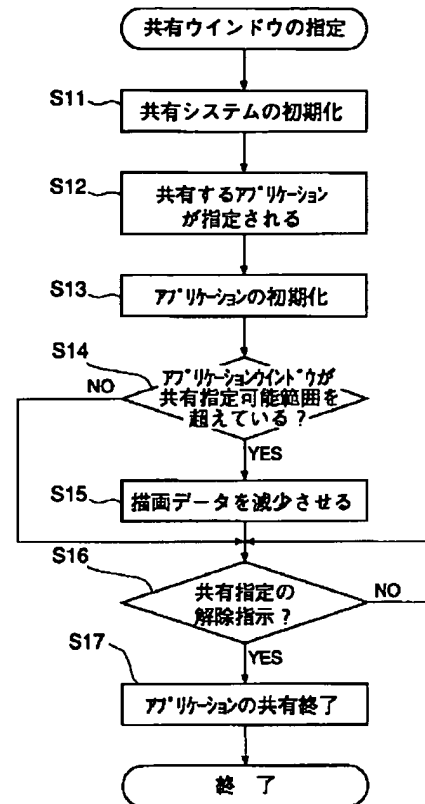 共有ウインドウの指定
S11
共有システムの初期化
S12
共有するｱﾌﾟﾘｹｰｼｮﾝ
が指定される
S13
ｱﾌﾟﾘｹｰｼｮﾝの初期化
S14
ｱﾌﾟﾘｹｰｼｮﾝｳｲﾝﾄﾞｳが
共有指定可能範囲を
超えている?
NO
YES
S15
描画データを減少させる
S16
共有指定の
解除指示?
NO
YES
S17
ｱﾌﾟﾘｹｰｼｮﾝの共有終了
終 了